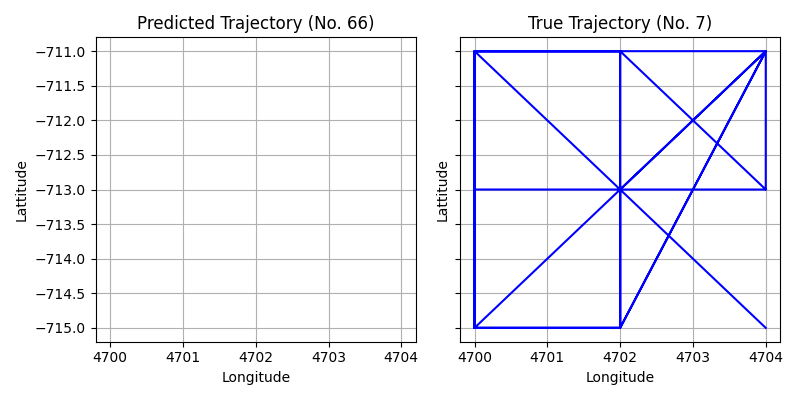 Predicted Trajectory (No. 66)
True Trajectory (No. 7)
Lattitude
−711.0
−711.5
−712.0
−712.5
−713.0
−713.5
−714.0
−714.5
−715.0
4700 4701 4702 4703 4704
Longitude
Lattitude
4700 4701 4702 4703 4704
Longitude